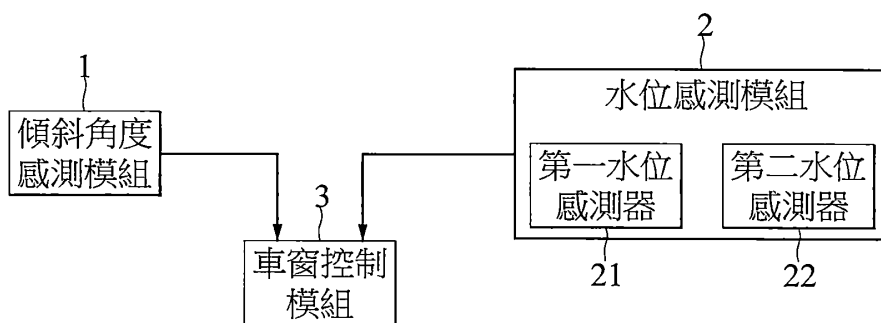 1
傾斜角度
感測模組
2
水位感測模組
第一水位
感測器
第二水位
感測器
21
22
3
車窗控制
模組